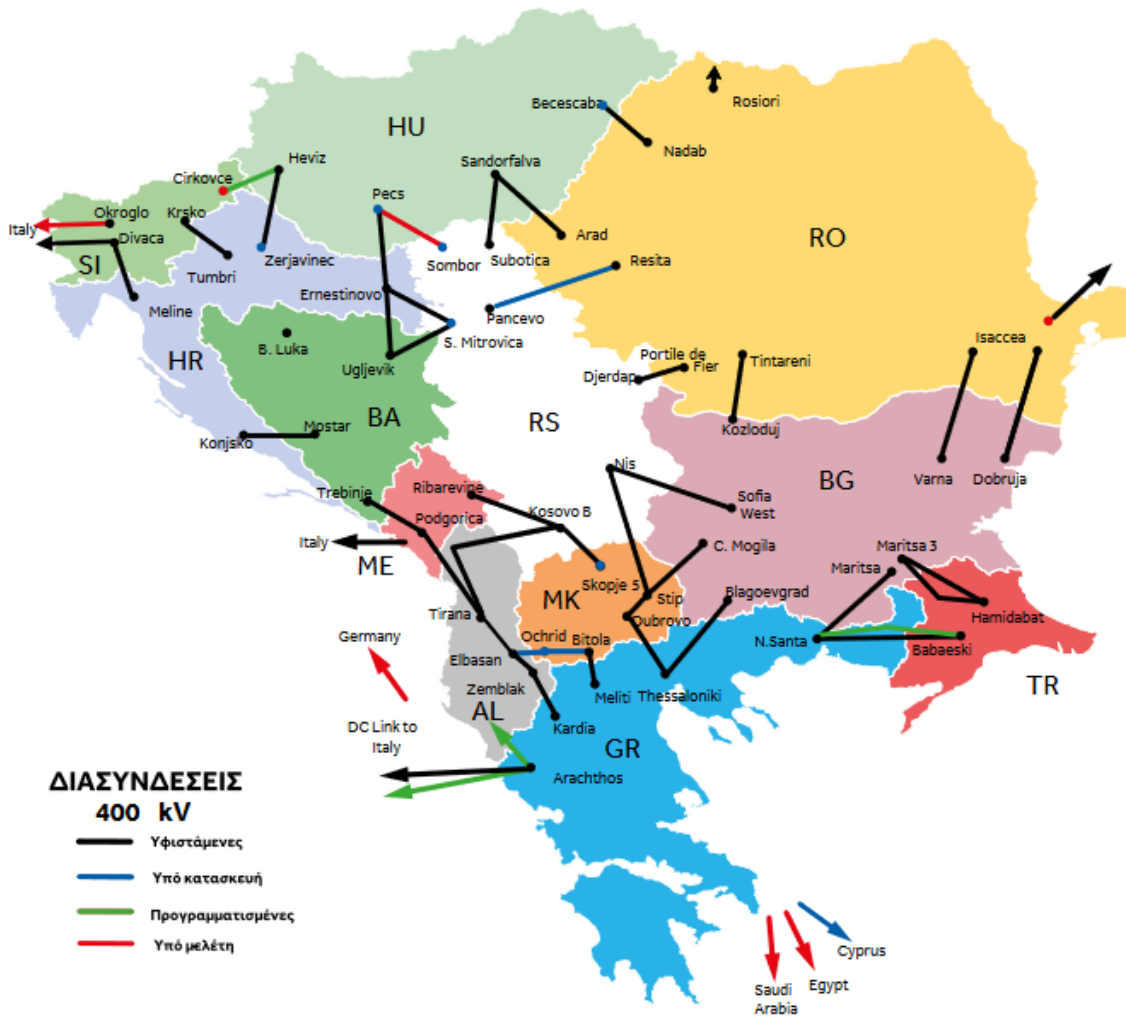 Rosiori
Becescaba
HU
Nadab
Heviz
Sandorfalva
Cirkovce
Pecs
Krsko
Okroglo
Italy
Divaca
Arad
RO
SI
Zerjavinec
Sombor
Subotica
Resita
Tumbri
Ernestinovo
Meline
Pancevo
B. Luka
S. Mitrovica
Isaccea
HR
Ugljevik
Portile de
Fier
Tintareni
Djerdap
BA
RS
Mostar
Konjsko
Kozloduj
Nis
BG
Varna
Dobruja
Trebinje
Ribarevine
Sofia
West
Podgorica
Kosovo B
Italy
C. Mogila
Maritsa 3
ME
Maritsa
Skopje 5
Blagoevgrad
MK
Stip
Tirana
Dubrovo
Hamidabat
Germany
Ochrid
Bitola
N.Santa
Babaeski
Elbasan
Zemblak
Meliti
Thessaloniki
TR
AL
DC Link to
Italy
Kardia
GR
Arachthos
ΔΙΑΣΥΝΔΕΣΕΙΣ
400 kV
Υφιστάμενες
Υπό κατασκευή
Προγραμματισμένες
Υπό μελέτη
Cyprus
Egypt
Saudi
Arabia